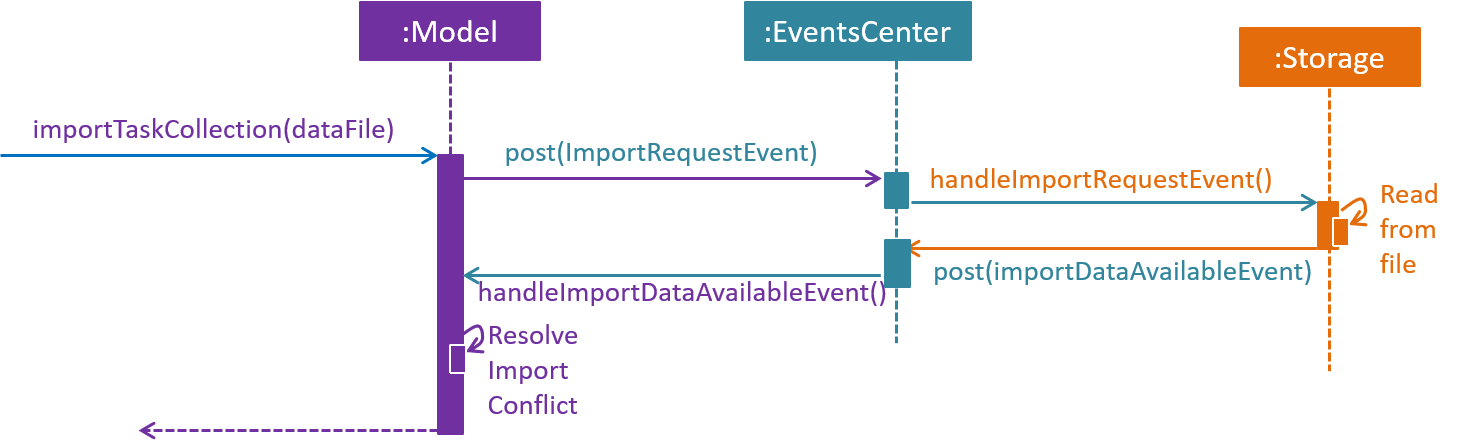 :Model
:EventsCenter
:Storage
importTaskCollection(dataFile)
post(ImportRequestEvent)
handleImportRequestEvent()
Read
from
file
post(importDataAvailableEvent)
handleImportDataAvailableEvent()
Resolve
Import
Conflict